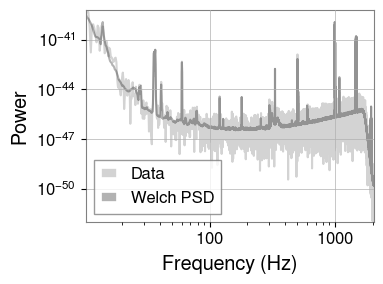 10⁻⁴¹
10⁻⁴⁴
10⁻⁴⁷
10⁻⁵⁰
Power
Data
Welch PSD
100
1000
Frequency (Hz)